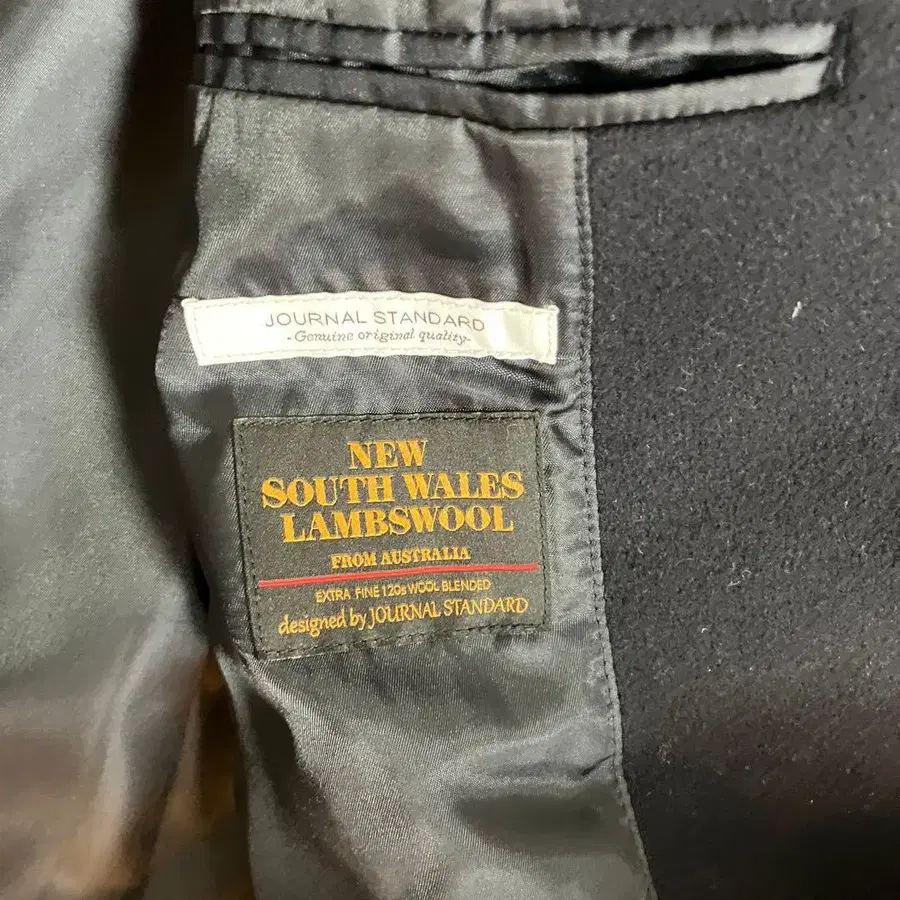 JOURNAL STANDARD
-Genuine original quality-
NEW
SOUTH WALES
LAMBSWOOL
FROM AUSTRALIA
EXTRA FINE 120s WOOL BLENDED
designed by JOURNAL STANDARD